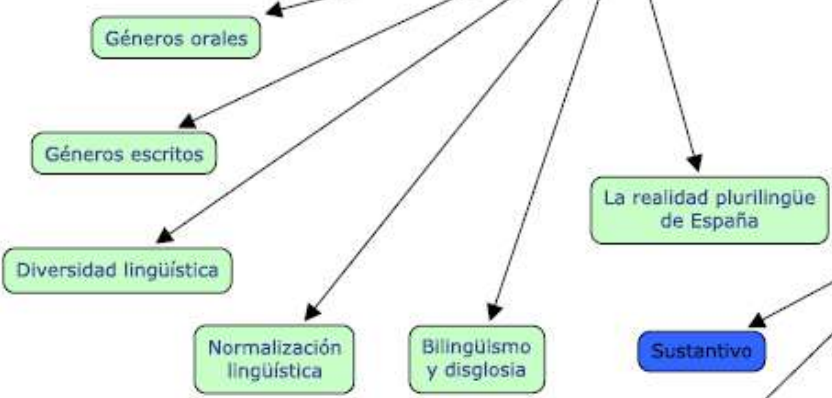 Géneros orales
Géneros escritos
La realidad plurilingüe
de España
Diversidad lingüística
Normalización
lingüística
Bilingüismo
y disglosia
Sustantivo